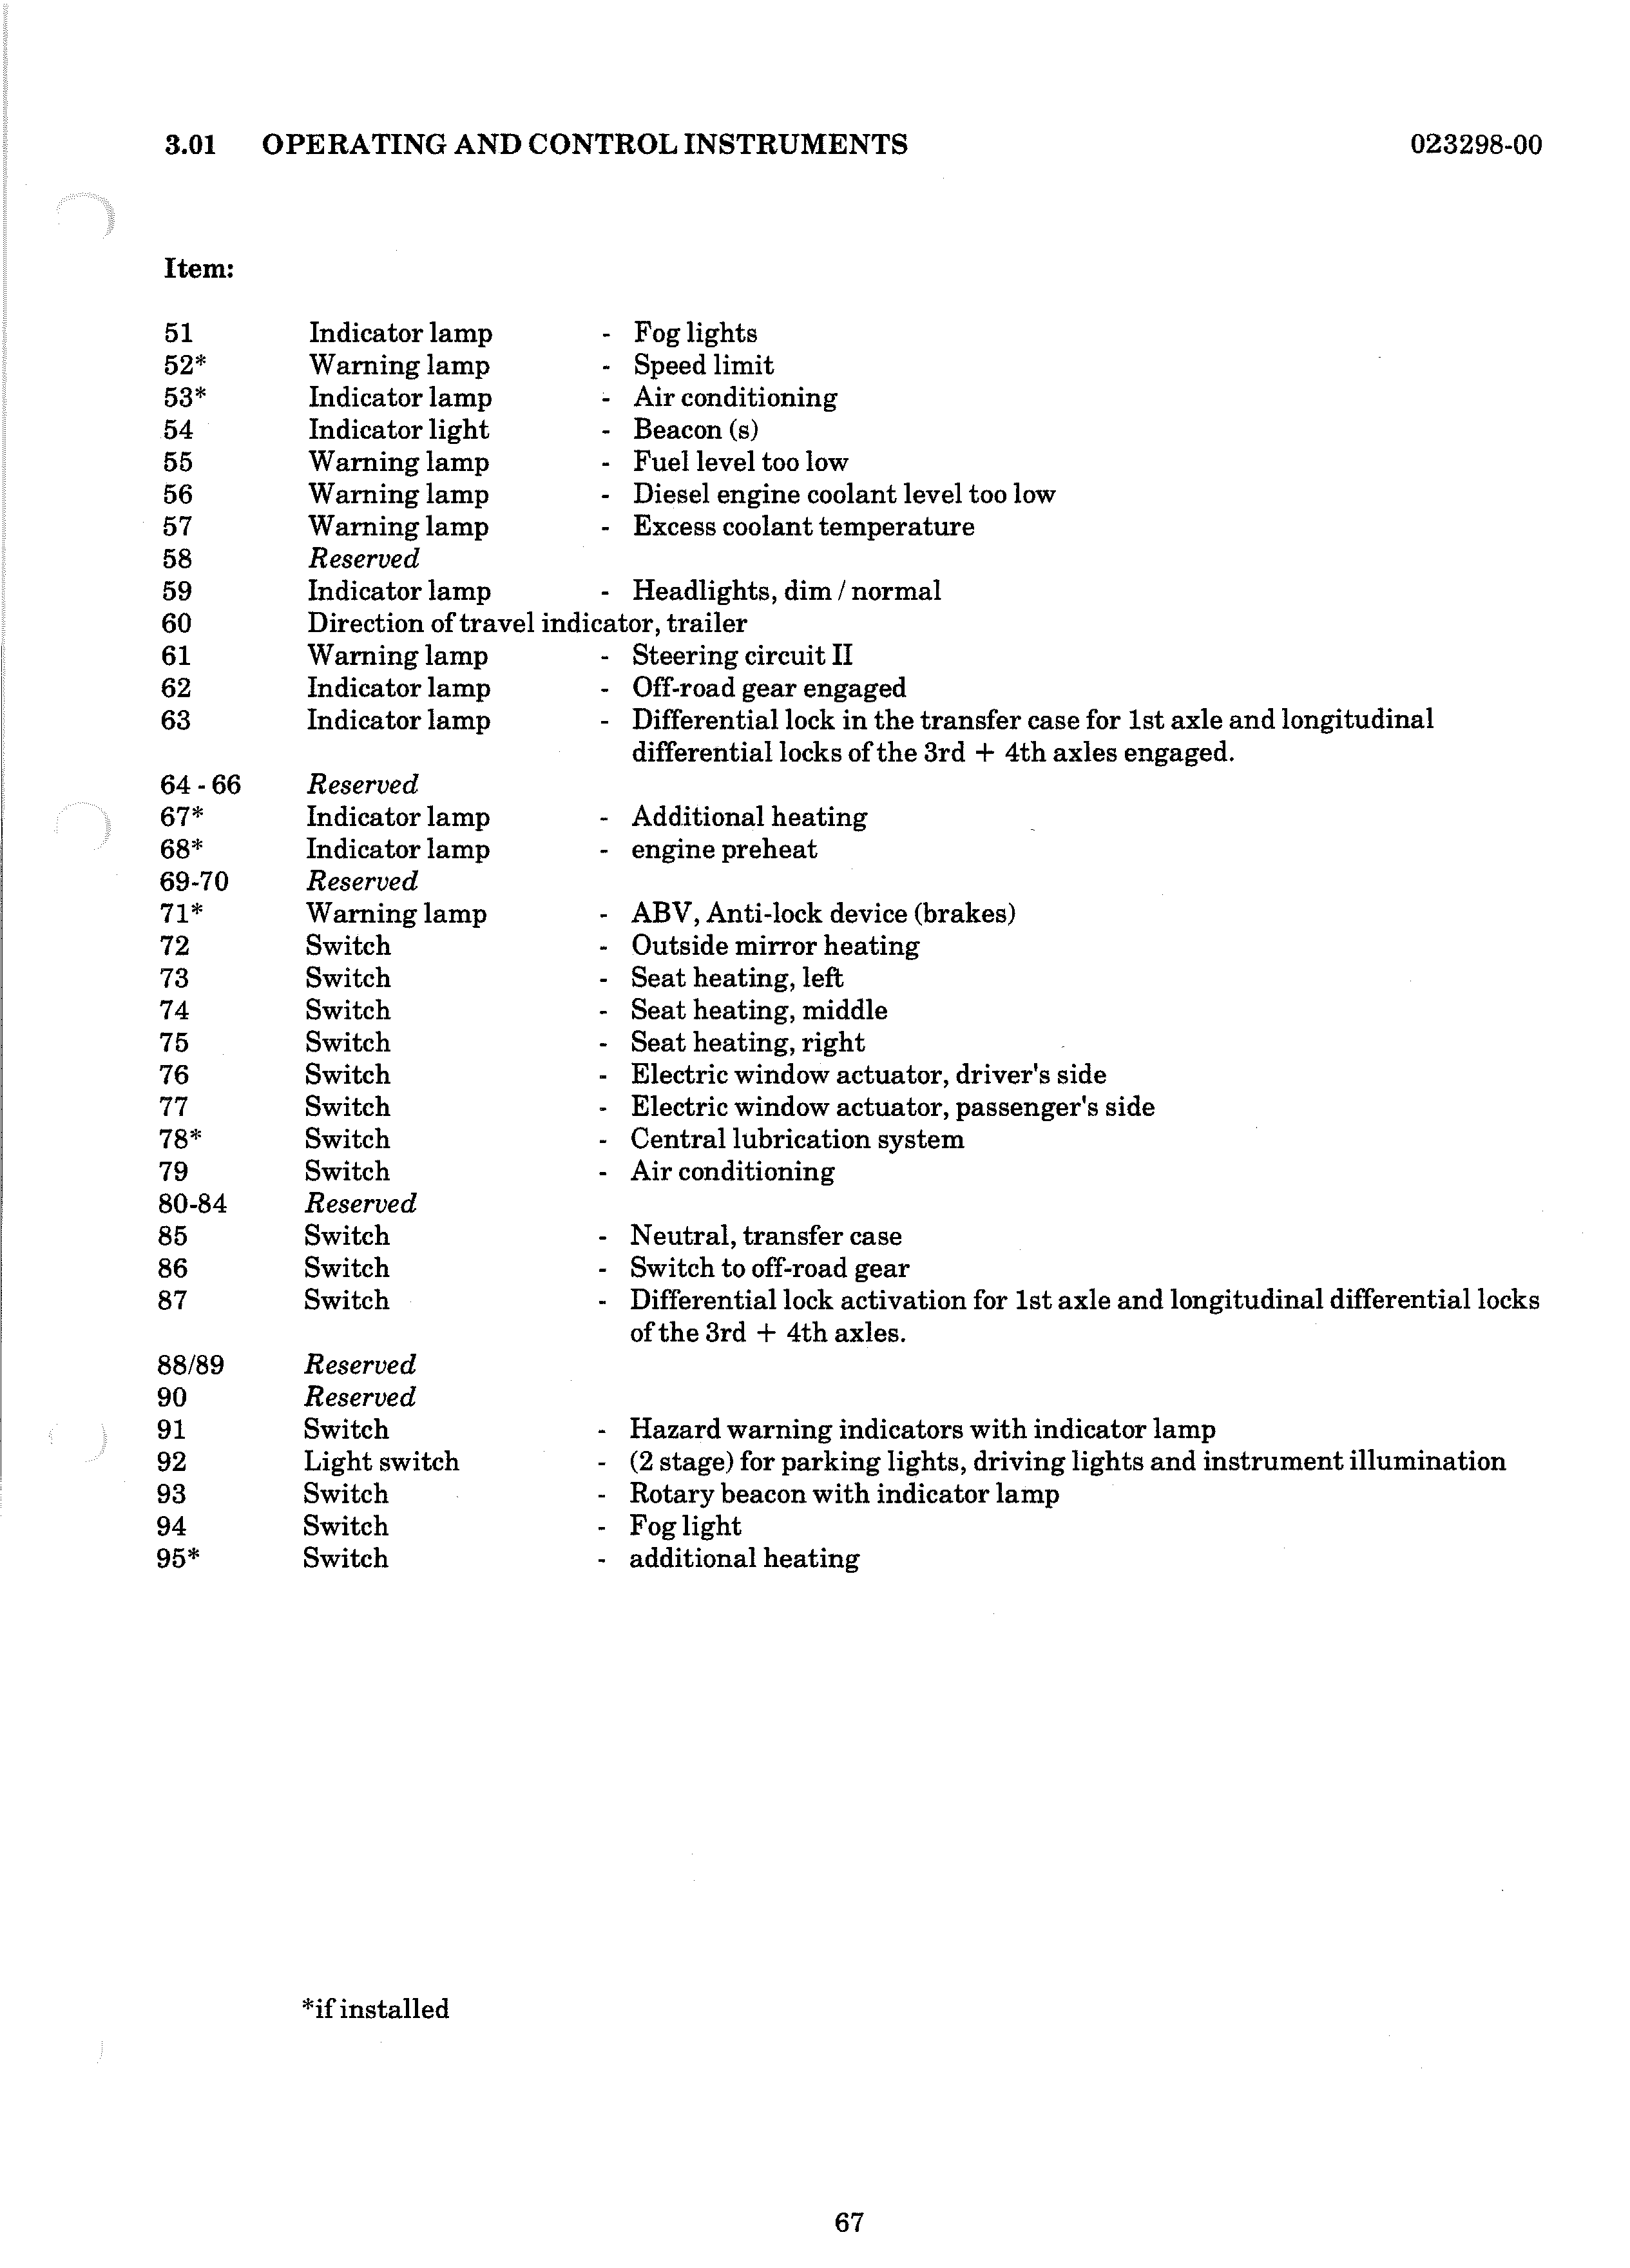 3.01 OPERATING AND CONTROL INSTRUMENTS 023298-00
Item:
51 Indicator lamp - Fog lights
52* Warning lamp - Speed limit
53* Indicator lamp - Air conditioning
54 Indicator light - Beacon (s)
55 Warning lamp - Fuel level too low
56 Warning lamp - Diesel engine coolant level too low
57 Warning lamp - Excess coolant temperature
58 Reserved
59 Indicator lamp - Headlights, dim / normal
60 Direction of travel indicator, trailer
61 Warning lamp - Steering circuit II
62 Indicator lamp - Off-road gear engaged
63 Indicator lamp - Differential lock in the transfer case for 1st axle and longitudinal
differential locks of the 3rd + 4th axles engaged.
64 - 66 Reserved
67* Indicator lamp - Additional heating
68* Indicator lamp - engine preheat
69-70 Reserved
71* Warning lamp - ABV, Anti-lock device (brakes)
72 Switch - Outside mirror heating
73 Switch - Seat heating, left
74 Switch - Seat heating, middle
75 Switch - Seat heating, right
76 Switch - Electric window actuator, driver's side
77 Switch - Electric window actuator, passenger's side
78* Switch - Central lubrication system
79 Switch - Air conditioning
80-84 Reserved
85 Switch - Neutral, transfer case
86 Switch - Switch to off-road gear
87 Switch - Differential lock activation for 1st axle and longitudinal differential locks
of the 3rd + 4th axles.
88/89 Reserved
90 Reserved
91 Switch - Hazard warning indicators with indicator lamp
92 Light switch - (2 stage) for parking lights, driving lights and instrument illumination
93 Switch - Rotary beacon with indicator lamp
94 Switch - Fog light
95* Switch - additional heating
*if installed
67